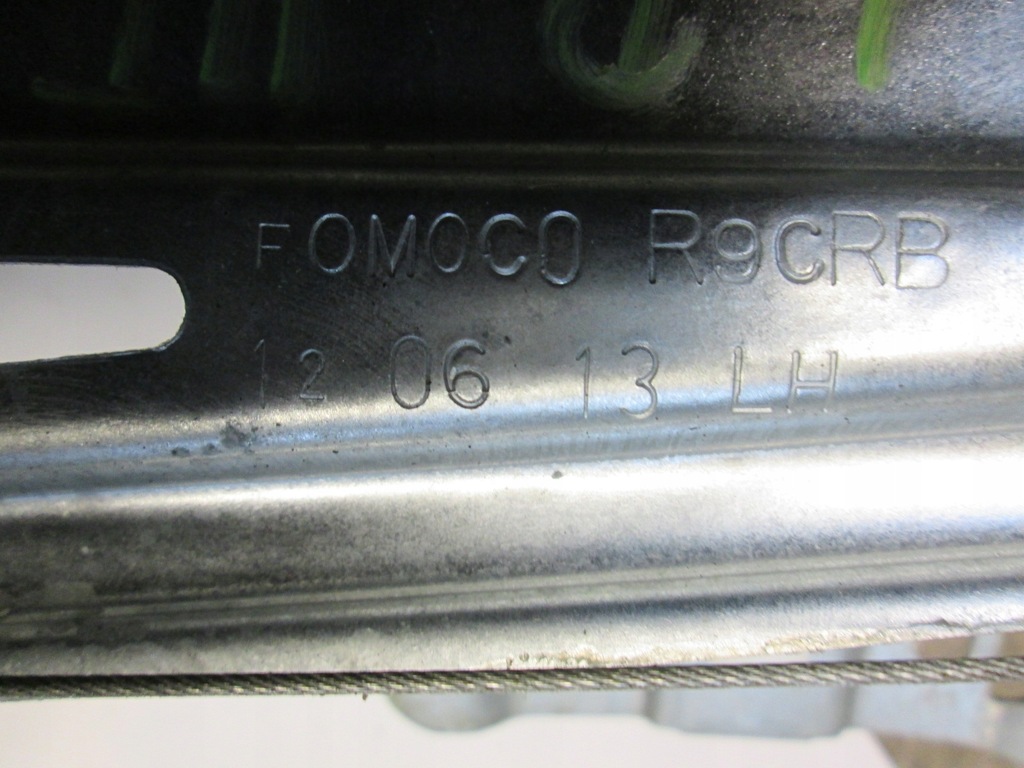 FOMOCO R9CRB
12 06 13 LH